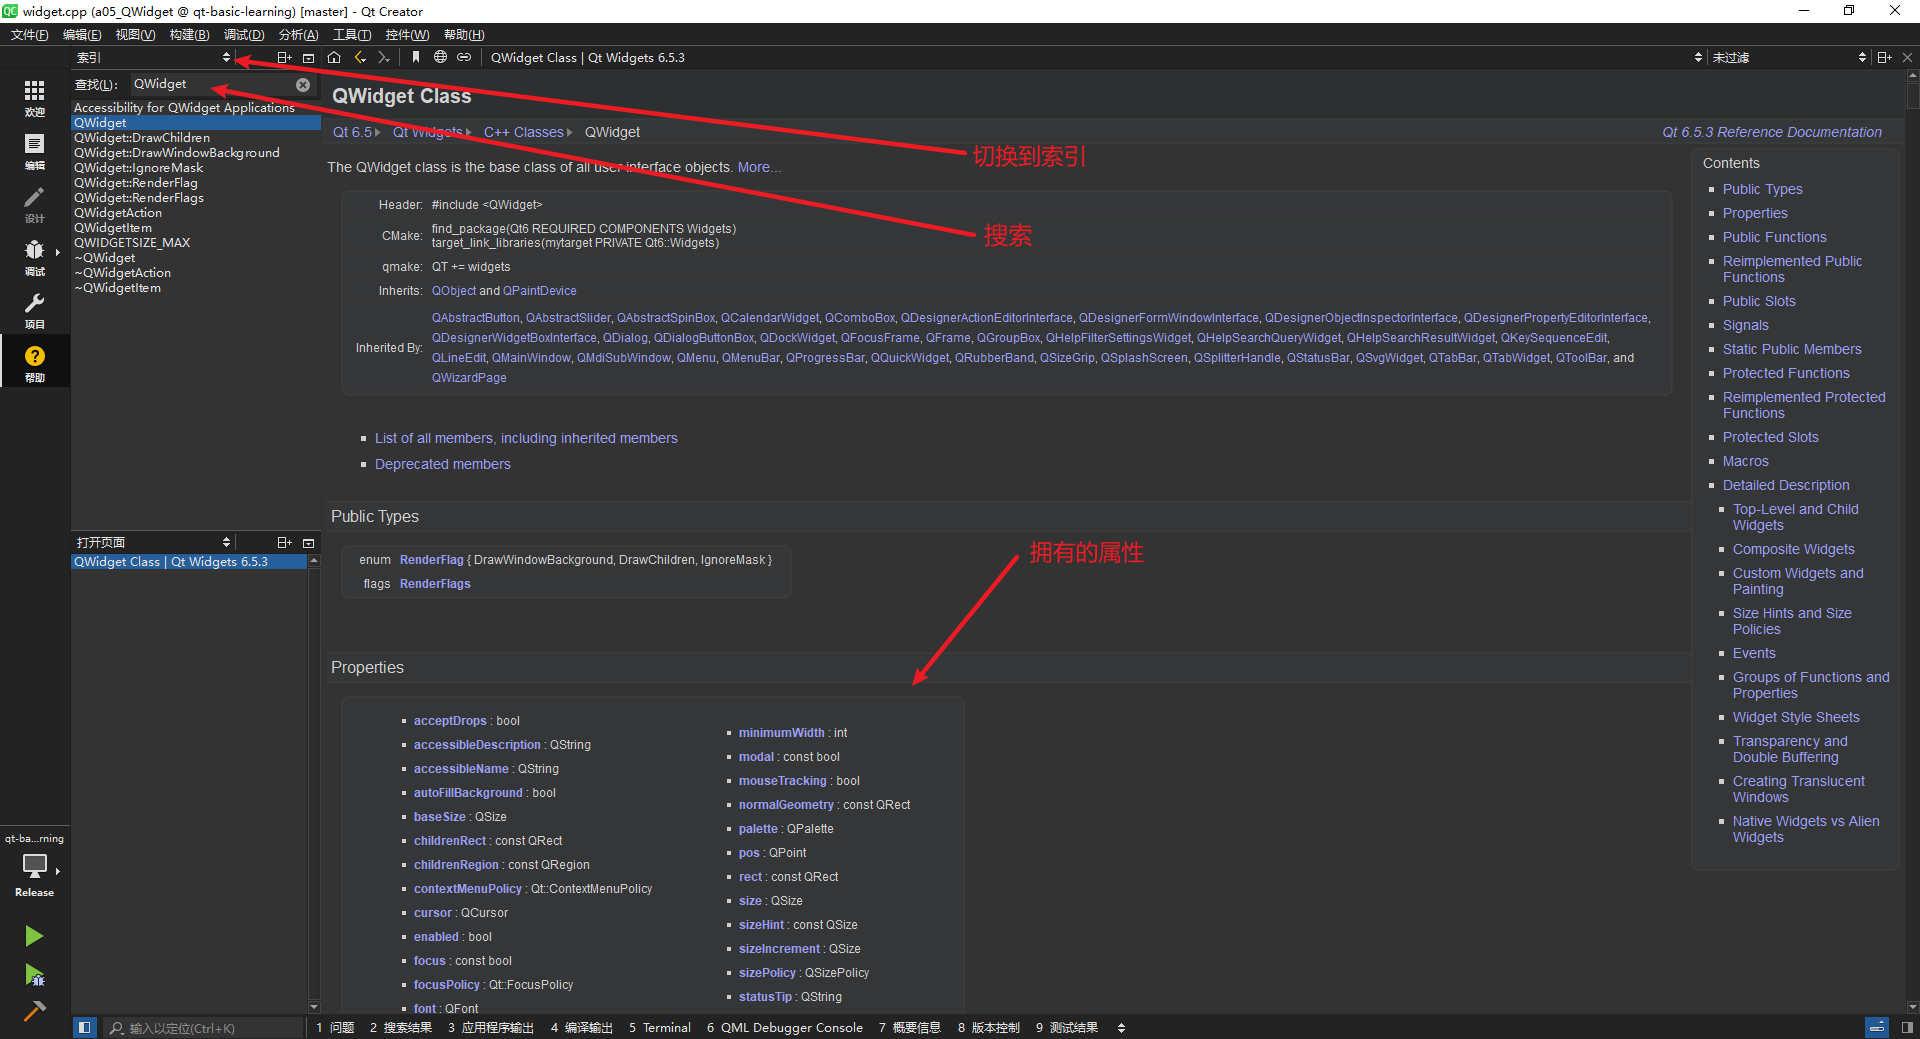 widget.cpp (a05_QWidget @ qt-basic-learning) [master] - Qt Creator
文件(F) 编辑(E) 视图(V) 构建(B) 调试(D) 分析(A) 工具(T) 控件(W) 帮助(H)
索引
QWidget Class | Qt Widgets 6.5.3
未过滤
查找(L): QWidget
Accessibility for QWidget Applications
QWidget
QWidget::DrawChildren
QWidget::DrawWindowBackground
QWidget::IgnoreMask
QWidget::RenderFlag
QWidget::RenderFlags
QWidgetAction
QWidgetItem
QWIDGETSIZE_MAX
~QWidget
~QWidgetAction
~QWidgetItem
欢迎
编辑
设计
调试
项目
帮助
打开页面
QWidget Class | Qt Widgets 6.5.3
qt-ba...rning
Release
QWidget Class
Qt 6.5 Qt Widgets C++ Classes QWidget
Qt 6.5.3 Reference Documentation
The QWidget class is the base class of all user interface objects. More...
切换到索引
搜索
Header: #include <QWidget>
CMake: find_package(Qt6 REQUIRED COMPONENTS Widgets)
target_link_libraries(mytarget PRIVATE Qt6::Widgets)
qmake: QT += widgets
Inherits: QObject and QPaintDevice
QAbstractButton, QAbstractSlider, QAbstractSpinBox, QCalendarWidget, QComboBox, QDesignerActionEditorInterface, QDesignerFormWindowInterface, QDesignerObjectInspectorInterface, QDesignerPropertyEditorInterface,
QDesignerWidgetBoxInterface, QDialog, QDialogButtonBox, QDockWidget, QFocusFrame, QFrame, QGroupBox, QHelpFilterSettingsWidget, QHelpSearchQueryWidget, QHelpSearchResultWidget, QKeySequenceEdit,
Inherited By: QLineEdit, QMainWindow, QMdiSubWindow, QMenu, QMenuBar, QProgressBar, QQuickWidget, QRubberBand, QSizeGrip, QSplashScreen, QSplitterHandle, QStatusBar, QSvgWidget, QTabBar, QTabWidget, QToolBar, and
QWizardPage
List of all members, including inherited members
Deprecated members
Public Types
enum RenderFlag { DrawWindowBackground, DrawChildren, IgnoreMask }
flags RenderFlags
拥有的属性
Properties
acceptDrops : bool
accessibleDescription : QString
accessibleName : QString
autoFillBackground : bool
baseSize : QSize
childrenRect : const QRect
childrenRegion : const QRegion
contextMenuPolicy : Qt::ContextMenuPolicy
cursor : QCursor
enabled : bool
focus : const bool
focusPolicy : Qt::FocusPolicy
font : QFont
minimumWidth : int
modal : const bool
mouseTracking : bool
normalGeometry : const QRect
palette : QPalette
pos : QPoint
rect : const QRect
size : QSize
sizeHint : const QSize
sizeIncrement : QSize
sizePolicy : QSizePolicy
statusTip : QString
Contents
Public Types
Properties
Public Functions
Reimplemented Public
Functions
Public Slots
Signals
Static Public Members
Protected Functions
Reimplemented Protected
Functions
Protected Slots
Macros
Detailed Description
Top-Level and Child
Widgets
Composite Widgets
Custom Widgets and
Painting
Size Hints and Size
Policies
Events
Groups of Functions and
Properties
Widget Style Sheets
Transparency and
Double Buffering
Creating Translucent
Windows
Native Widgets vs Alien
Widgets
输入以定位(Ctrl+K)
1 问题 2 搜索结果 3 应用程序输出 4 编译输出 5 Terminal 6 QML Debugger Console 7 概要信息 8 版本控制 9 测试结果